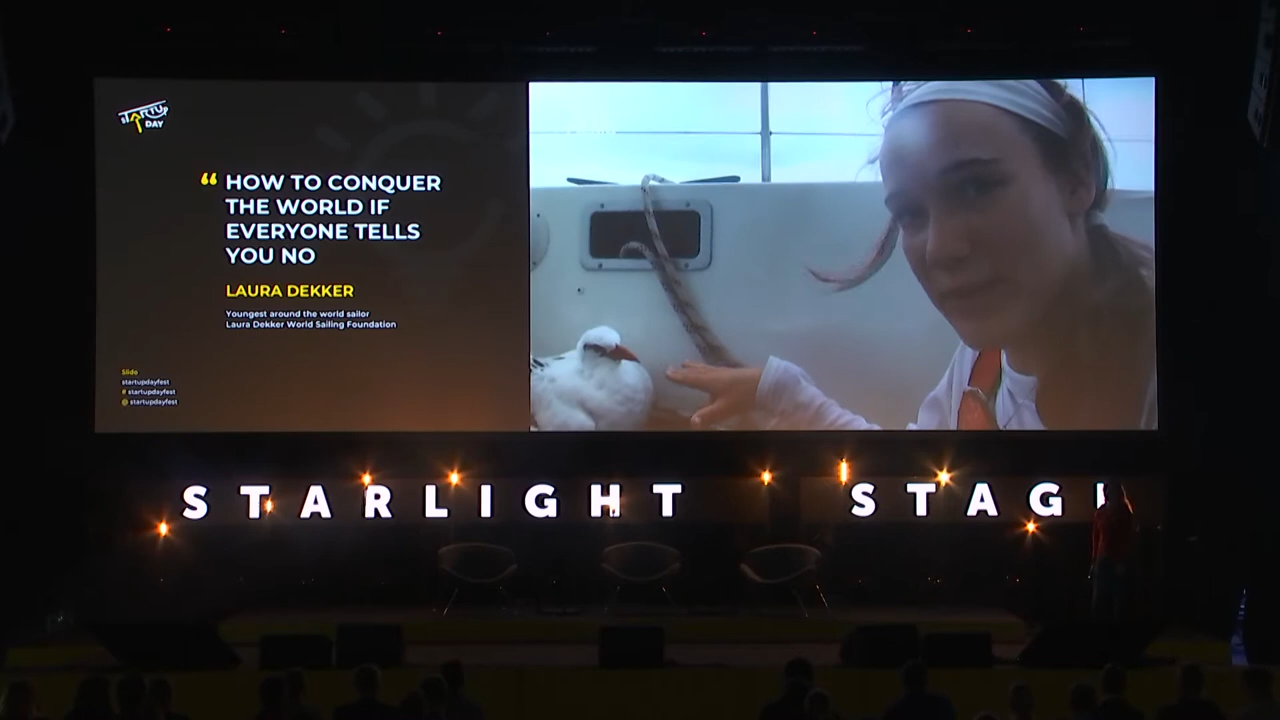 STARTUP
DAY
“ HOW TO CONQUER
THE WORLD IF
EVERYONE TELLS
YOU NO
LAURA DEKKER
Youngest around the world sailor
Laura Dekker World Sailing Foundation
Slido
startupdayfest
# startupdayfest
@ startupdayfest
STARLIGHT STAG